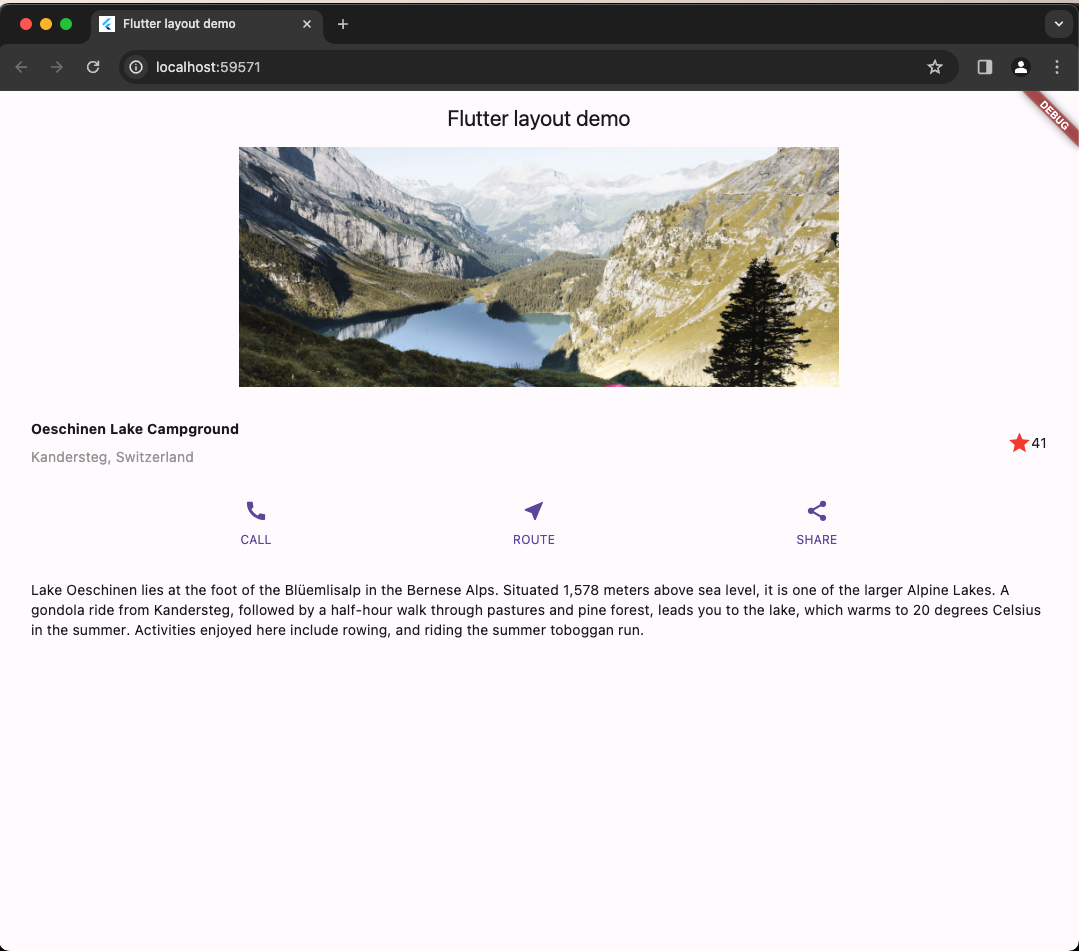 Flutter layout demo
localhost:59571
DEBUG
Flutter layout demo
Oeschinen Lake Campground
41
Kandersteg, Switzerland
CALL
ROUTE
SHARE
Lake Oeschinen lies at the foot of the Blüemlisalp in the Bernese Alps. Situated 1,578 meters above sea level, it is one of the larger Alpine Lakes. A
gondola ride from Kandersteg, followed by a half-hour walk through pastures and pine forest, leads you to the lake, which warms to 20 degrees Celsius
in the summer. Activities enjoyed here include rowing, and riding the summer toboggan run.